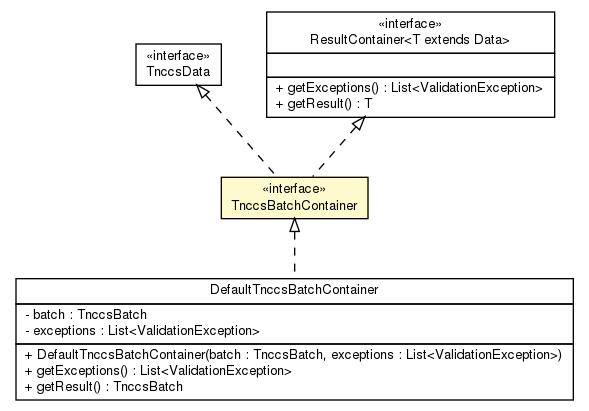 «interface»
ResultContainer<T extends Data>
+ getExceptions() : List<ValidationException>
+ getResult() : T
«interface»
TnccsData
«interface»
TnccsBatchContainer
DefaultTnccsBatchContainer
- batch : TnccsBatch
- exceptions : List<ValidationException>
+ DefaultTnccsBatchContainer(batch : TnccsBatch, exceptions : List<ValidationException>)
+ getExceptions() : List<ValidationException>
+ getResult() : TnccsBatch